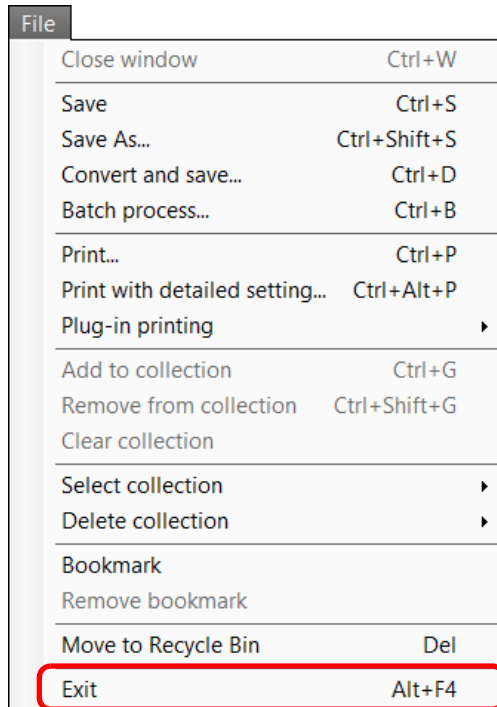 File
Close window Ctrl+W
Save Ctrl+S
Save As... Ctrl+Shift+S
Convert and save... Ctrl+D
Batch process... Ctrl+B
Print... Ctrl+P
Print with detailed setting... Ctrl+Alt+P
Plug-in printing
Add to collection Ctrl+G
Remove from collection Ctrl+Shift+G
Clear collection
Select collection
Delete collection
Bookmark
Remove bookmark
Move to Recycle Bin Del
Exit Alt+F4